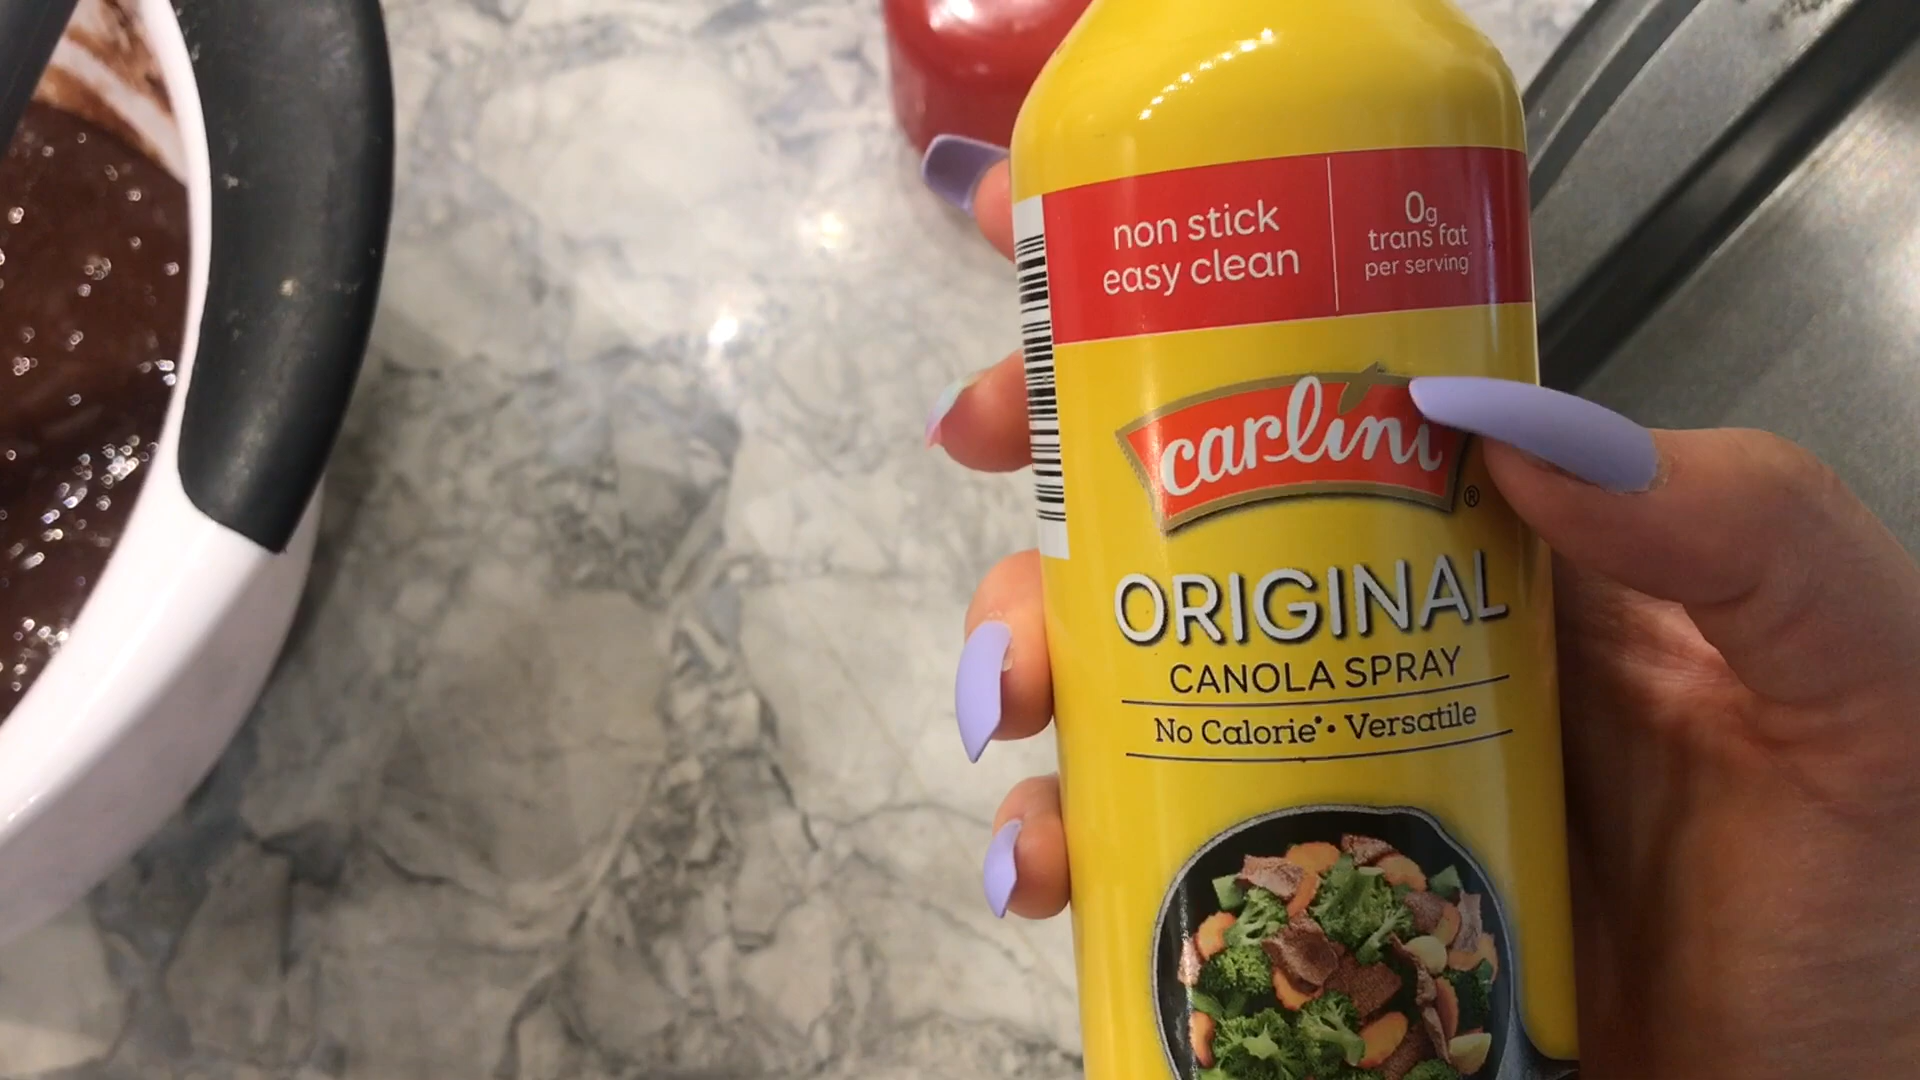 non stick
easy clean
0g
trans fat
per serving
carlini
®
ORIGINAL
CANOLA SPRAY
No Calorie* • Versatile